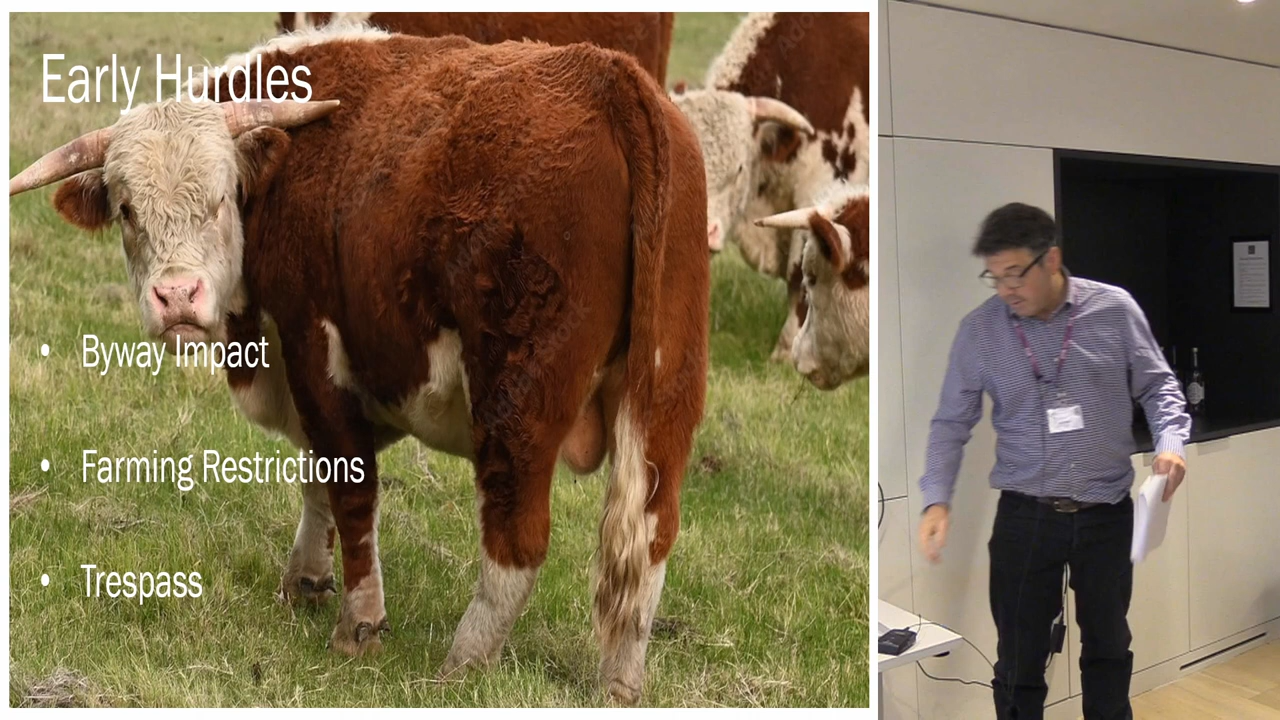 Early Hurdles
• Byway Impact
• Farming Restrictions
• Trespass